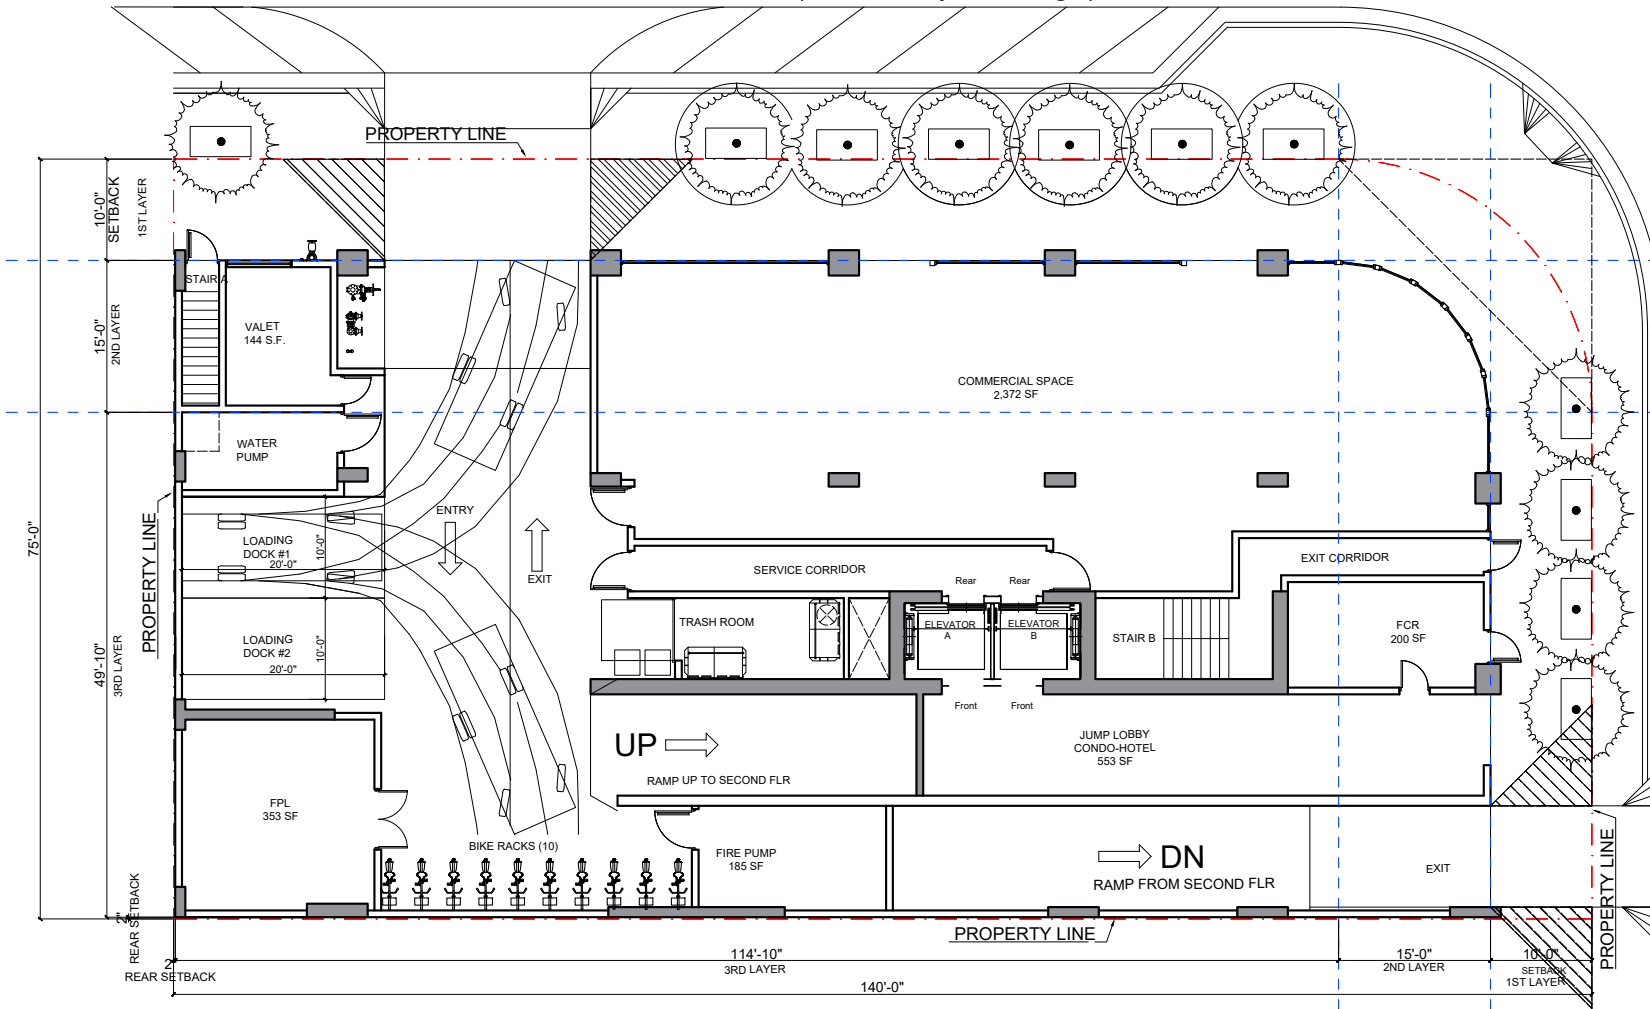 PROPERTY LINE
10'-0"
SETBACK
1ST LAYER
STAIR A
VALET
144 S.F.
15'-0"
2ND LAYER
COMMERCIAL SPACE
2,372 SF
WATER
PUMP
75'-0"
PROPERTY LINE
ENTRY
EXIT
LOADING
DOCK #1
20'-0"
10'-0"
SERVICE CORRIDOR
EXIT CORRIDOR
Rear
Rear
TRASH ROOM
ELEVATOR
A
ELEVATOR
B
STAIR B
FCR
200 SF
LOADING
DOCK #2
20'-0"
10'-0"
49'-10"
3RD LAYER
Front
Front
UP
RAMP UP TO SECOND FLR
JUMP LOBBY
CONDO-HOTEL
553 SF
FPL
353 SF
BIKE RACKS (10)
FIRE PUMP
185 SF
DN
RAMP FROM SECOND FLR
EXIT
PROPERTY LINE
2"
REAR SETBACK
PROPERTY LINE
2"
REAR SETBACK
114'-10"
3RD LAYER
15'-0"
2ND LAYER
10'-0"
SETBACK
1ST LAYER
140'-0"